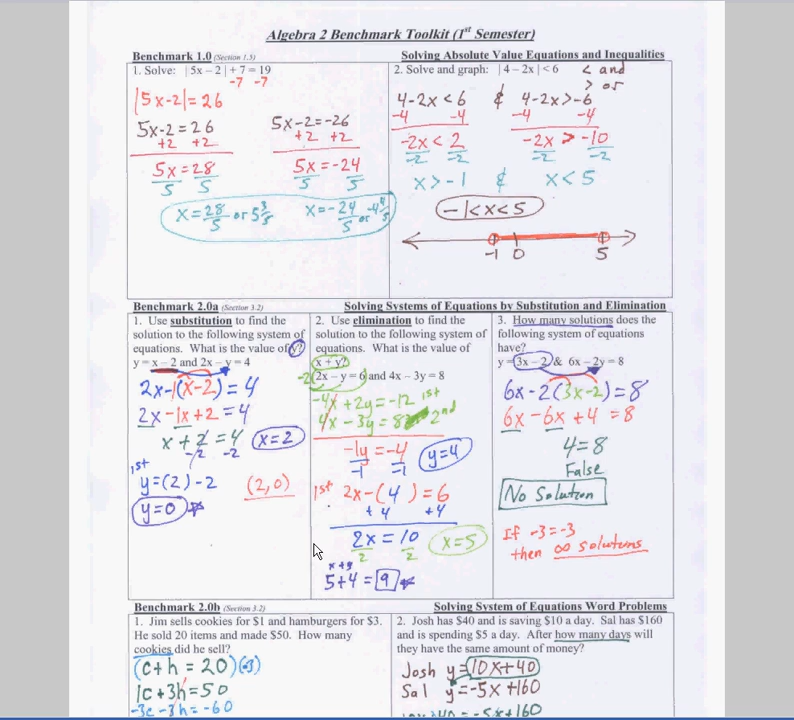 Algebra 2 Benchmark Toolkit (1st Semester)
Benchmark 1.0 (Section 1.5) Solving Absolute Value Equations and Inequalities
1. Solve: | 5x – 2 | + 7 = 19
-7 -7
|5x-2| = 26
5x-2 = 26
+2 +2
5x = 28
5 5
x = 28/5 or 5 3/5
5x-2 = -26
+2 +2
5x = -24
5 5
x = -24/5 or -4 4/5
2. Solve and graph: | 4 – 2x | < 6
< and
> or
4-2x < 6 & 4-2x > -6
-4 -4 -4 -4
-2x < 2 -2x > -10
-2 -2 -2 -2
x > -1 & x < 5
-1 < x < 5
-1 0 5
Benchmark 2.0a (Section 3.2) Solving Systems of Equations by Substitution and Elimination
1. Use substitution to find the
solution to the following system of
equations. What is the value of y?
y = x – 2 and 2x – y = 4
2x-1(x-2) = 4
2x-1x+2 = 4
x+2 = 4
-2 -2
x = 2
1st
y = (2)-2
(2,0)
y = 0
2. Use elimination to find the
solution to the following system of
equations. What is the value of
x + y?
-2(2x – y = 6) and 4x – 3y = 8
-4x + 2y = -12 1st
4x - 3y = 8 2nd
-1y = -4
-1 -1
y = 4
1st 2x-(4) = 6
+4 +4
2x = 10
2 2
x = 5
x+y
5+4 = 9
3. How many solutions does the
following system of equations
have?
y = 3x – 2 & 6x – 2y = 8
6x-2(3x-2) = 8
6x-6x+4 = 8
4 = 8
False
No Solution
If -3 = -3
then ∞ solutions
Benchmark 2.0b (Section 3.2) Solving System of Equations Word Problems
1. Jim sells cookies for $1 and hamburgers for $3.
He sold 20 items and made $50. How many
cookies did he sell?
(c+h = 20)(-3)
1c+3h = 50
-3c-3h = -60
2. Josh has $40 and is saving $10 a day. Sal has $160
and is spending $5 a day. After how many days will
they have the same amount of money?
Josh y = 10x+40
Sal y = -5x+160
10x+40 = -5x+160